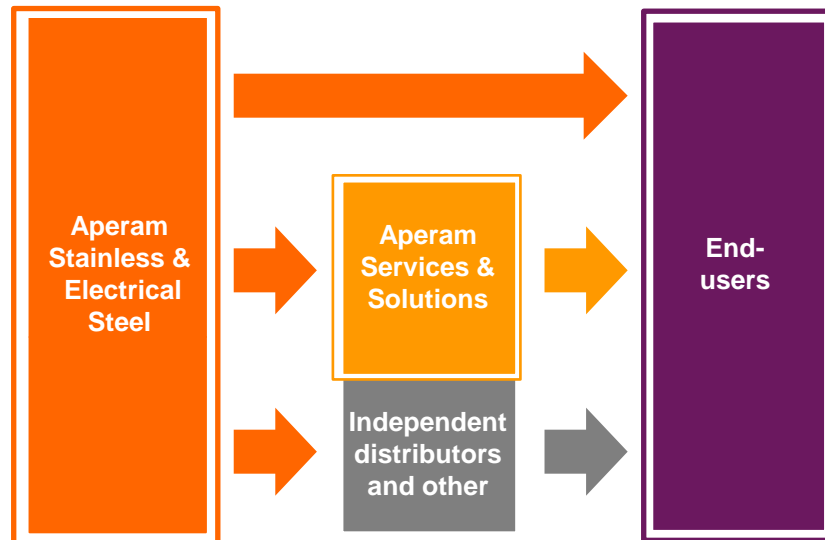 Aperam
Stainless &
Electrical
Steel
Aperam
Services &
Solutions
Independent
distributors
and other
End-
users